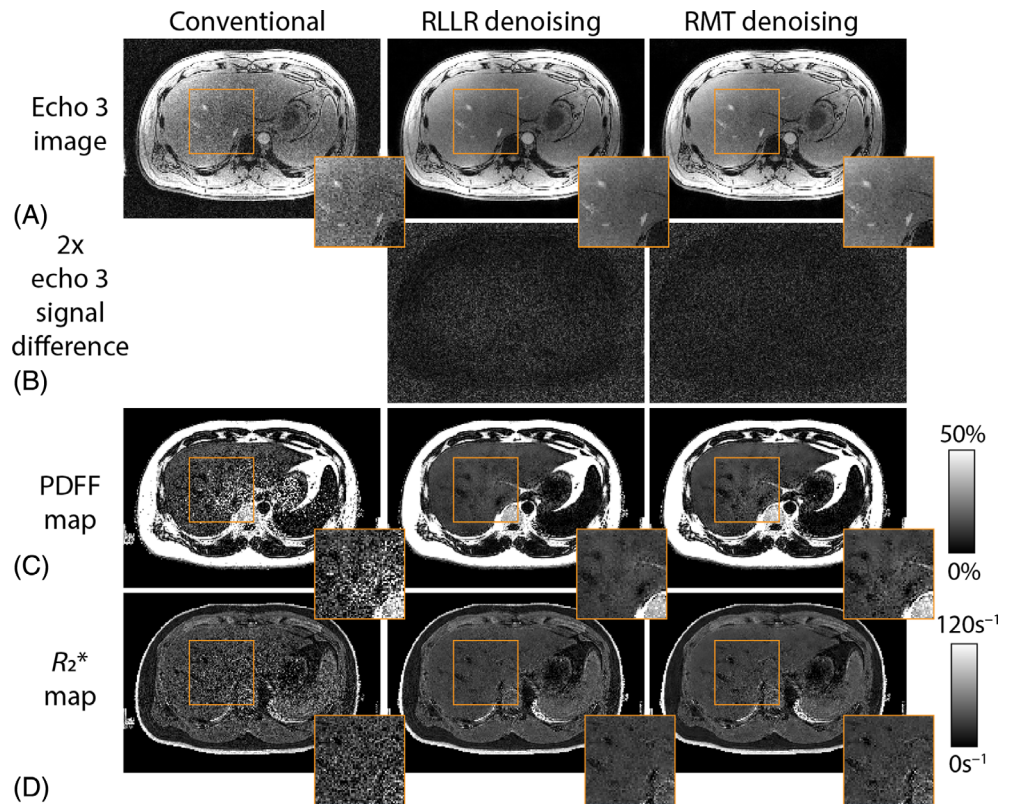 Conventional
RLLR denoising
RMT denoising
Echo 3
image
(A)
2x
echo 3
signal
difference
(B)
PDFF
map
(C)
50%
0%
R₂*
map
(D)
120s⁻¹
0s⁻¹